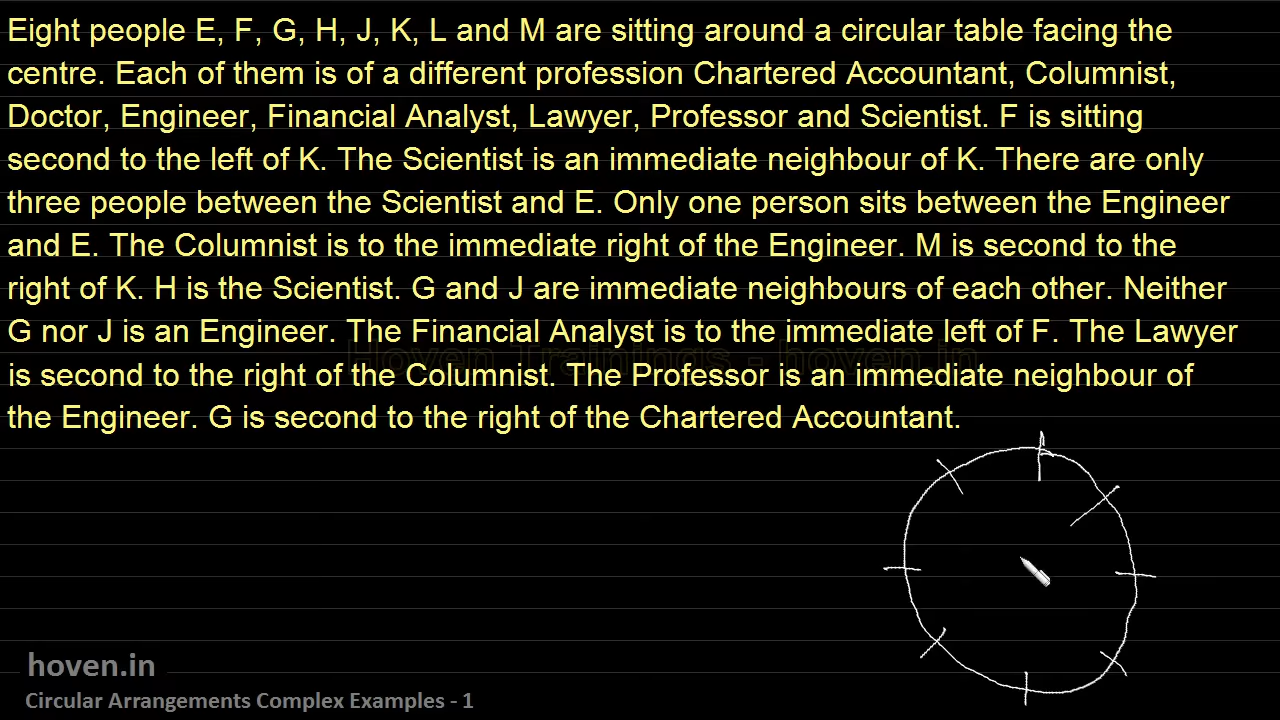 Eight people E, F, G, H, J, K, L and M are sitting around a circular table facing the
centre. Each of them is of a different profession Chartered Accountant, Columnist,
Doctor, Engineer, Financial Analyst, Lawyer, Professor and Scientist. F is sitting
second to the left of K. The Scientist is an immediate neighbour of K. There are only
three people between the Scientist and E. Only one person sits between the Engineer
and E. The Columnist is to the immediate right of the Engineer. M is second to the
right of K. H is the Scientist. G and J are immediate neighbours of each other. Neither
G nor J is an Engineer. The Financial Analyst is to the immediate left of F. The Lawyer
Hoven Trainings - hoven.in
is second to the right of the Columnist. The Professor is an immediate neighbour of
the Engineer. G is second to the right of the Chartered Accountant.
hoven.in
Circular Arrangements Complex Examples - 1